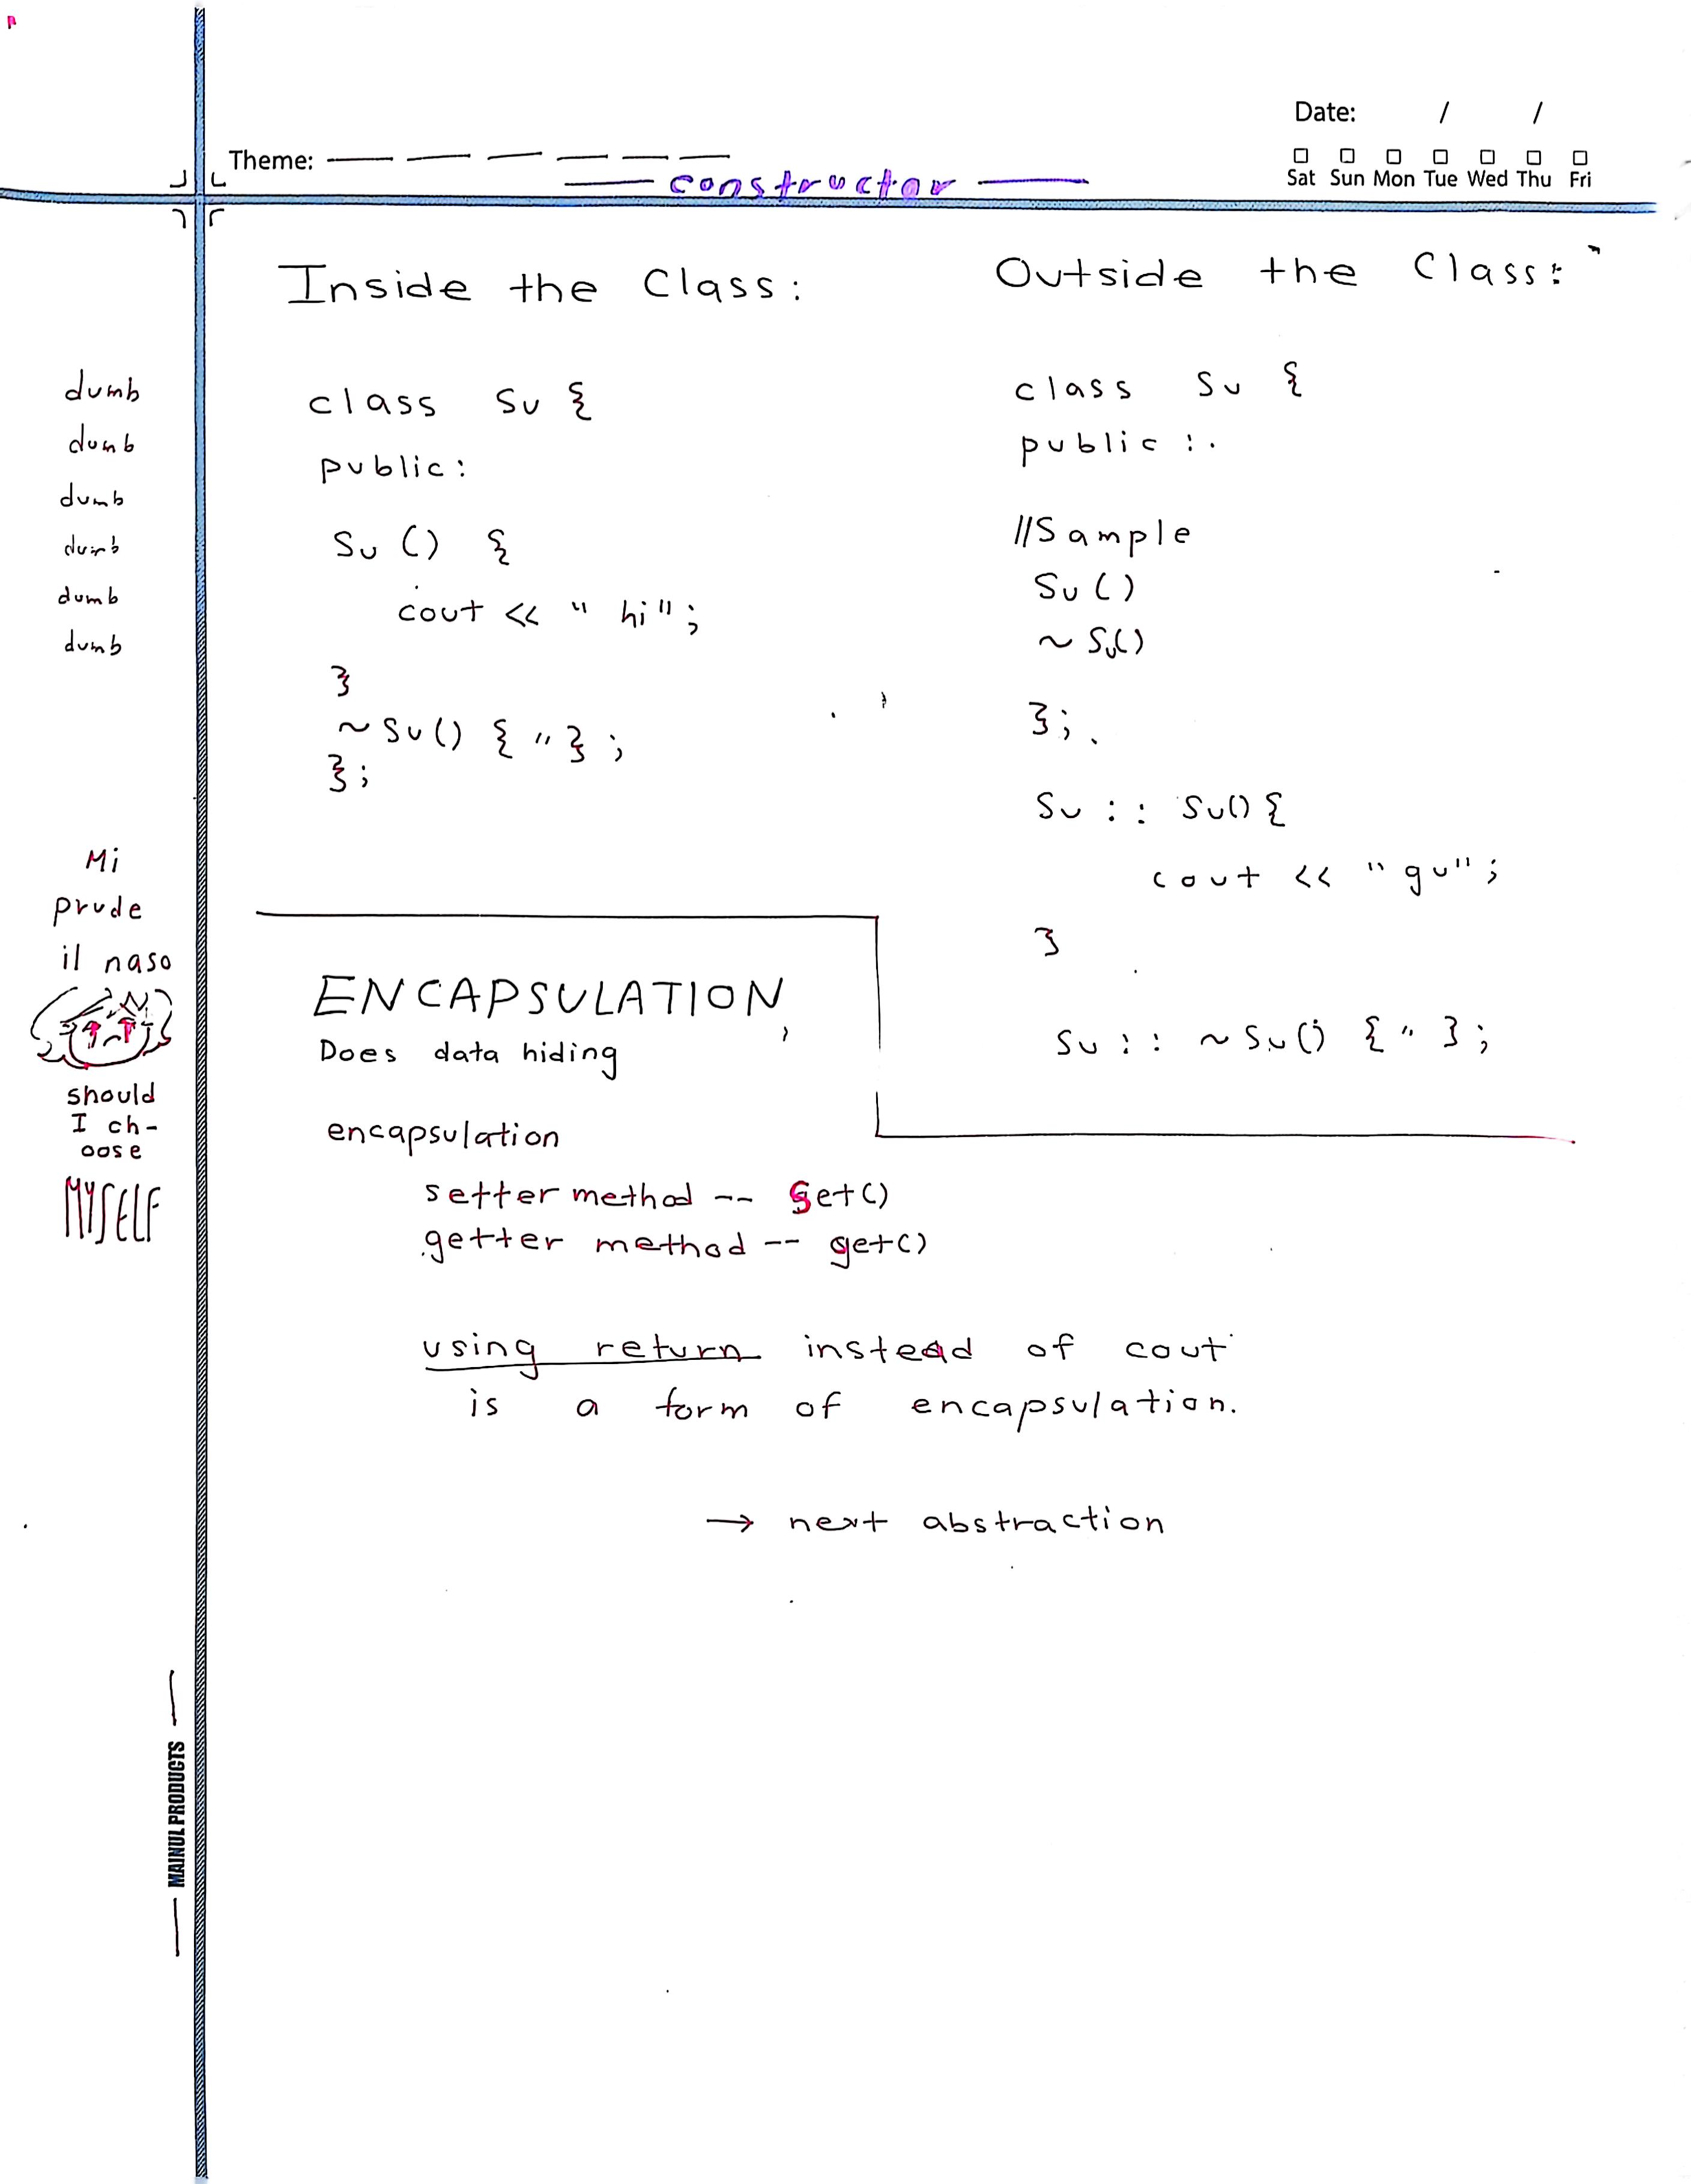 Date: / /
Theme:
Sat Sun Mon Tue Wed Thu Fri
constructor
Inside the Class:
class Su {
public:
Su () {
cout << " hi";
}
~Su() { " } ;
};
Outside the Class:
class Su {
public :
//Sample
Su ()
~ Su()
};
Su :: Su() {
cout << "gu";
}
Su :: ~Su() { " } ;
ENCAPSULATION,
Does data hiding
encapsulation
setter method -- set()
getter method -- get()
using return instead of cout
is a form of encapsulation.
→ next abstraction
dumb
dumb
dumb
dumb
dumb
dumb
Mi
prude
il naso
should
I ch-
oose
MYSELF
MAINUL PRODUCTS